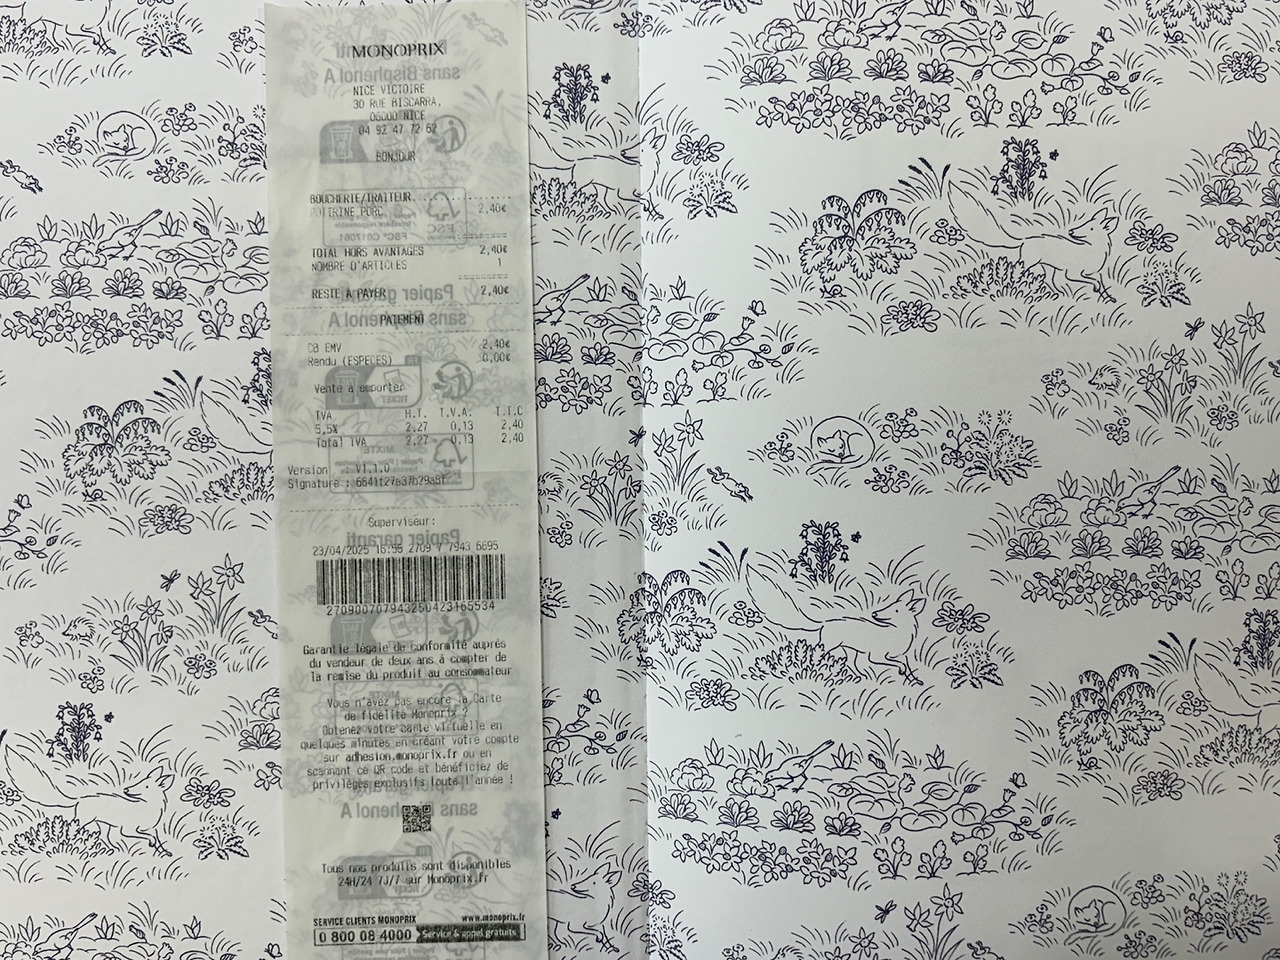 MONOPRIX
NICE VICTOIRE
30 RUE BISCARRA,
06000 NICE
04 92 47 72 62
BONJOUR
BOUCHERIE/TRAITEUR
POITRINE PORC 2,40€
TOTAL HORS AVANTAGES 2,40€
NOMBRE D'ARTICLES 1
RESTE A PAYER 2,40€
PAIEMENT
CB EMV 2,40€
Rendu (ESPECES) 0,00€
Vente à emporter
TVA H.T. T.V.A. T.T.C
5,5% 2,27 0,13 2,40
Total TVA 2,27 0,13 2,40
Version : V1.1.0
Signature :
Superviseur:
23/04/2025 2709 7 7943 6695
270900707943250423165534
Garantie légale de conformité auprès
du vendeur de deux ans à compter de
la remise du produit au consommateur
Vous n'avez pas encore la Carte
de fidélité Monoprix ?
Obtenez votre carte virtuelle en
quelques minutes en créant votre compte
sur adhesion.monoprix.fr ou en
scannant ce QR code et bénéficiez de
privilèges exclusifs toute l'année !
Tous nos produits sont disponibles
24H/24 7J/7 sur Monoprix.fr
SERVICE CLIENTS MONOPRIX www.monoprix.fr
0 800 08 4000 Service & appel gratuits